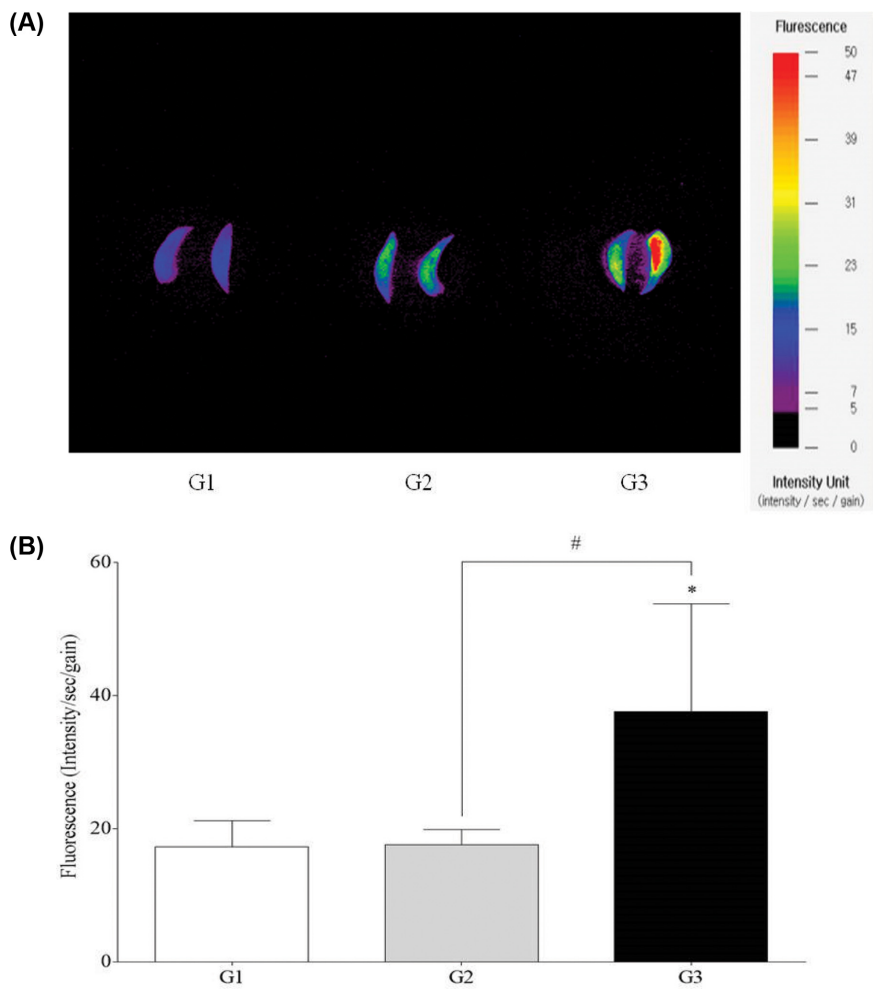 (A)
Flurescence
50
47
39
31
23
15
7
5
0
Intensity Unit
(intensity / sec / gain)
G1 G2 G3
(B)
Fluorescence (Intensity/sec/gain)
60
40
20
0
#
*
G1 G2 G3